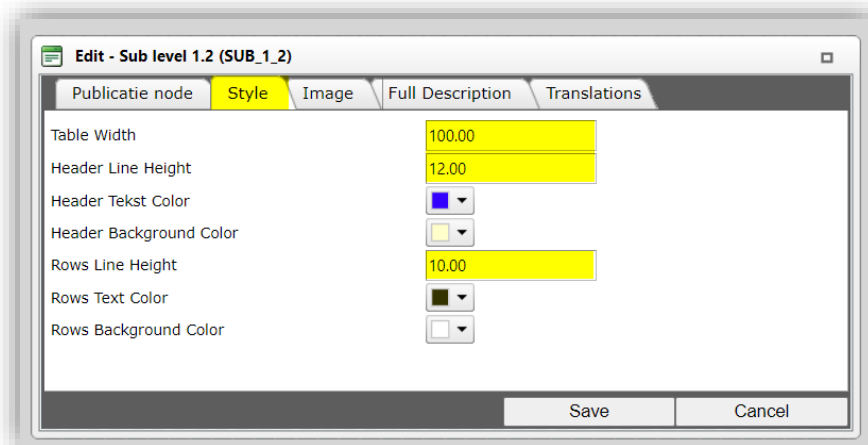 Edit - Sub level 1.2 (SUB_1_2)
Publicatie node Style Image Full Description Translations
Table Width 100.00
Header Line Height 12.00
Header Tekst Color
Header Background Color
Rows Line Height 10.00
Rows Text Color
Rows Background Color
Save Cancel